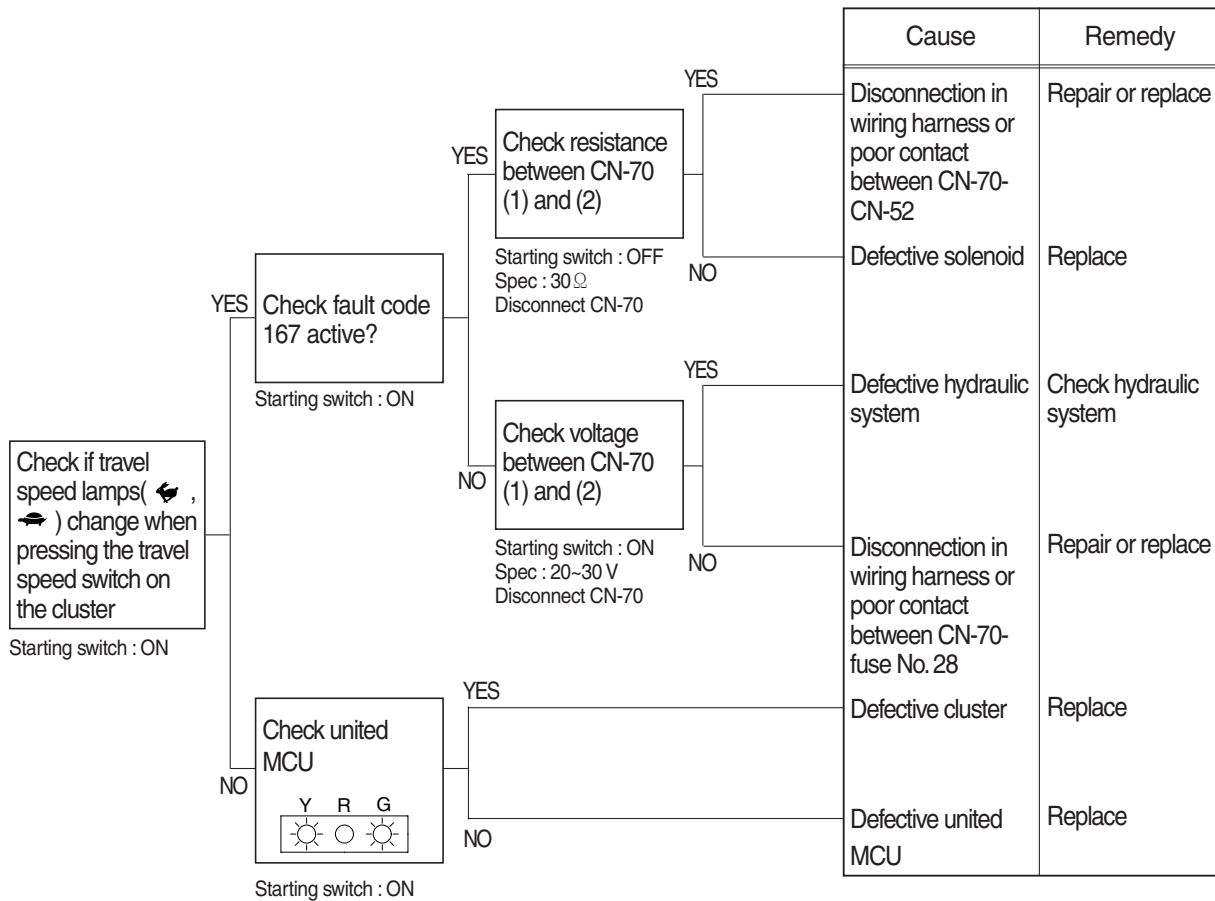 Cause
Remedy
YES
Disconnection in
wiring harness or
poor contact
between CN-70-
CN-52
Repair or replace
YES
Check resistance
between CN-70
(1) and (2)
Starting switch : OFF
Spec : 30Ω
Disconnect CN-70
NO
Defective solenoid
Replace
YES
Check fault code
167 active?
Starting switch : ON
YES
Defective hydraulic
system
Check hydraulic
system
NO
Check voltage
between CN-70
(1) and (2)
Starting switch : ON
Spec : 20~30 V
Disconnect CN-70
NO
Disconnection in
wiring harness or
poor contact
between CN-70-
fuse No. 28
Repair or replace
Check if travel
speed lamps( ,
) change when
pressing the travel
speed switch on
the cluster
Starting switch : ON
NO
Check united
MCU
Y R G
Starting switch : ON
YES
Defective cluster
Replace
NO
Defective united
MCU
Replace